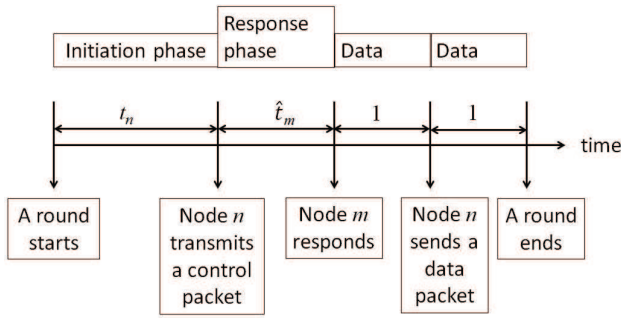 Response
phase
Initiation phase
Data
Data
t_n
t̂_m
1
1
time
A round
starts
Node n
transmits
a control
packet
Node m
responds
Node n
sends a
data
packet
A round
ends